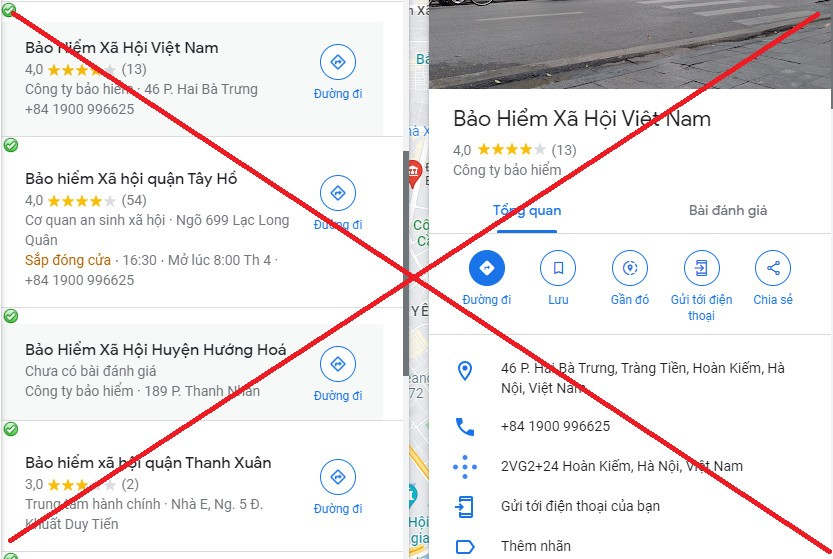 Bảo Hiểm Xã Hội Việt Nam
4,0 (13)
Công ty bảo hiểm · 46 P. Hai Bà Trưng
+84 1900 996625
Đường đi
Bảo hiểm Xã hội quận Tây Hồ
4,0 (54)
Cơ quan an sinh xã hội · Ngõ 699 Lạc Long
Quân
Sắp đóng cửa · 16:30 · Mở lúc 8:00 Th 4 ·
+84 1900 996625
Đường đi
Bảo Hiểm Xã Hội Huyện Hướng Hoá
Chưa có bài đánh giá
Công ty bảo hiểm · 189 P. Thanh Nhàn
Đường đi
Bảo hiểm xã hội quận Thanh Xuân
3,0 (2)
Trung tâm hành chính · Nhà E, Ng. 5 Đ.
Khuất Duy Tiến
Đường đi
Bảo Hiểm Xã Hội Việt Nam
4,0 (13)
Công ty bảo hiểm
Tổng quan
Bài đánh giá
Đường đi
Lưu
Gần đó
Gửi tới điện
thoại
Chia sẻ
46 P. Hai Bà Trưng, Tràng Tiền, Hoàn Kiếm, Hà
Nội, Việt Nam
+84 1900 996625
2VG2+24 Hoàn Kiếm, Hà Nội, Việt Nam
Gửi tới điện thoại của bạn
Thêm nhãn